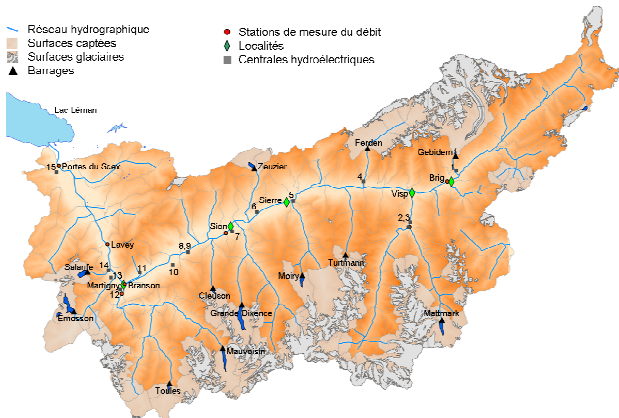 Réseau hydrographique
Surfaces captées
Surfaces glaciaires
Barrages
Stations de mesure du débit
Localités
Centrales hydroélectriques
Lac Léman
Ferden
Gebidem
15
Portes du Scex
Zeuzier
1
Brig
4
5
Sierre
Visp
6
Sion
7
2,3
Lavey
8,9
14
10
11
Salanfe
13
Martigny
Branson
12
Turtmann
Moiry
Cleuson
Emosson
Grande Dixence
Mattmark
Mauvoisin
Toules